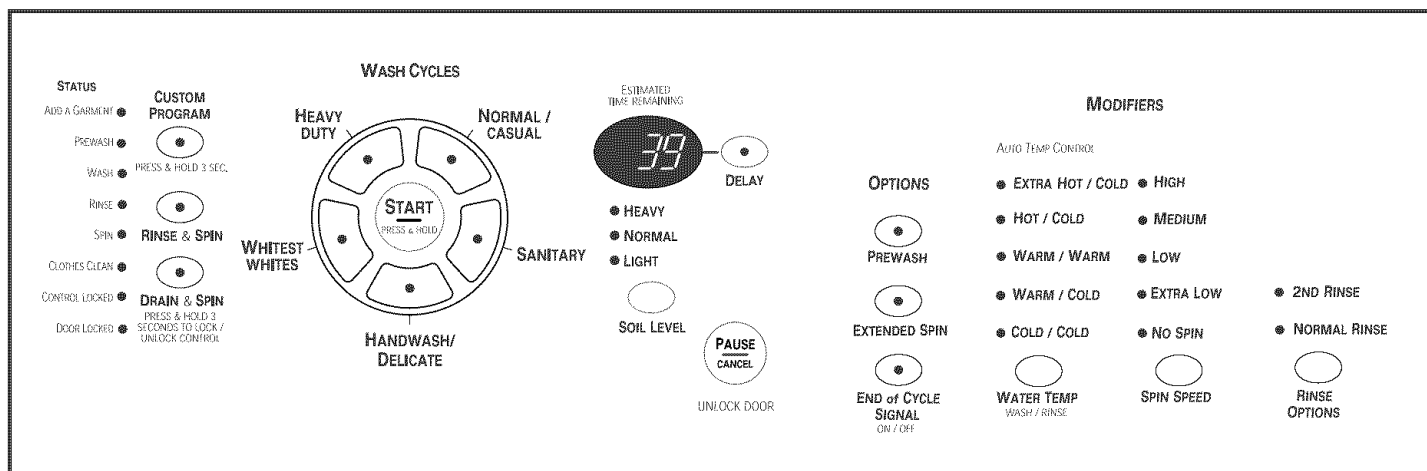 STATUS
ADD A GARMENT
PREWASH
WASH
RINSE
SPIN
CLOTHES CLEAN
CONTROL LOCKED
DOOR LOCKED
CUSTOM
PROGRAM
PRESS & HOLD 3 SEC.
RINSE & SPIN
DRAIN & SPIN
PRESS & HOLD 3
SECONDS TO LOCK /
UNLOCK CONTROL
WASH CYCLES
HEAVY
DUTY
NORMAL /
CASUAL
START
PRESS & HOLD
WHITEST
WHITES
SANITARY
HANDWASH/
DELICATE
ESTIMATED
TIME REMAINING
39
DELAY
HEAVY
NORMAL
LIGHT
SOIL LEVEL
PAUSE
CANCEL
UNLOCK DOOR
OPTIONS
PREWASH
EXTENDED SPIN
END of CYCLE
SIGNAL
ON / OFF
MODIFIERS
AUTO TEMP CONTROL
EXTRA HOT / COLD
HOT / COLD
WARM / WARM
WARM / COLD
COLD / COLD
WATER TEMP
WASH / RINSE
HIGH
MEDIUM
LOW
EXTRA LOW
NO SPIN
SPIN SPEED
2ND RINSE
NORMAL RINSE
RINSE
OPTIONS